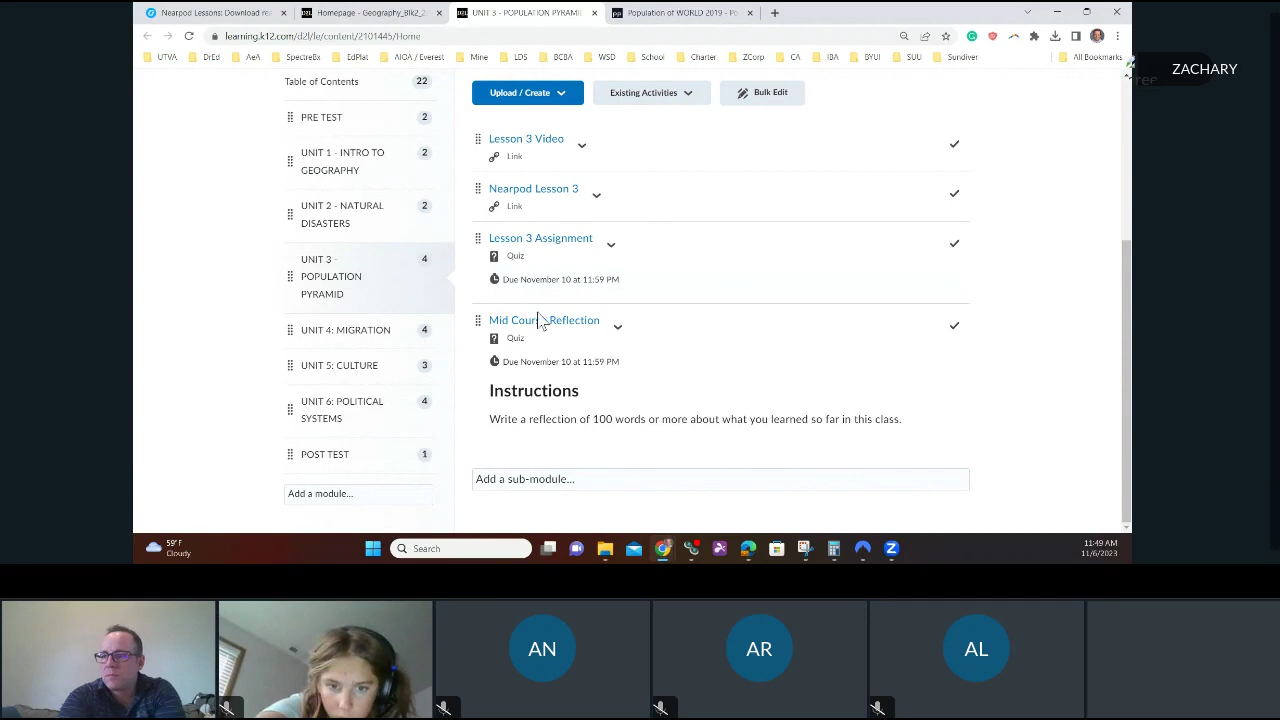 Nearpod Lessons: Download rea
Homepage - Geography_Blk2_2
UNIT 3 - POPULATION PYRAMI
Population of WORLD 2019 - Po
learning.k12.com/d2l/le/content/2101445/Home
UTVA
DrEd
AeA
SpectreBx
EdPlat
AIOA / Everest
Mine
LDS
BCBA
WSD
School
Charter
ZCorp
CA
IBA
BYUI
SUU
Sundiver
All Bookmarks
ZACHARY
Table of Contents 22
PRE TEST 2
UNIT 1 - INTRO TO 2
GEOGRAPHY
UNIT 2 - NATURAL 2
DISASTERS
UNIT 3 - 4
POPULATION
PYRAMID
UNIT 4: MIGRATION 4
UNIT 5: CULTURE 3
UNIT 6: POLITICAL 4
SYSTEMS
POST TEST 1
Add a module...
Upload / Create
Existing Activities
Bulk Edit
Lesson 3 Video
Link
Nearpod Lesson 3
Link
Lesson 3 Assignment
Quiz
Due November 10 at 11:59 PM
Mid Course Reflection
Quiz
Due November 10 at 11:59 PM
Instructions
Write a reflection of 100 words or more about what you learned so far in this class.
Add a sub-module...
59°F
Cloudy
Search
11:49 AM
11/6/2023
AN
AR
AL